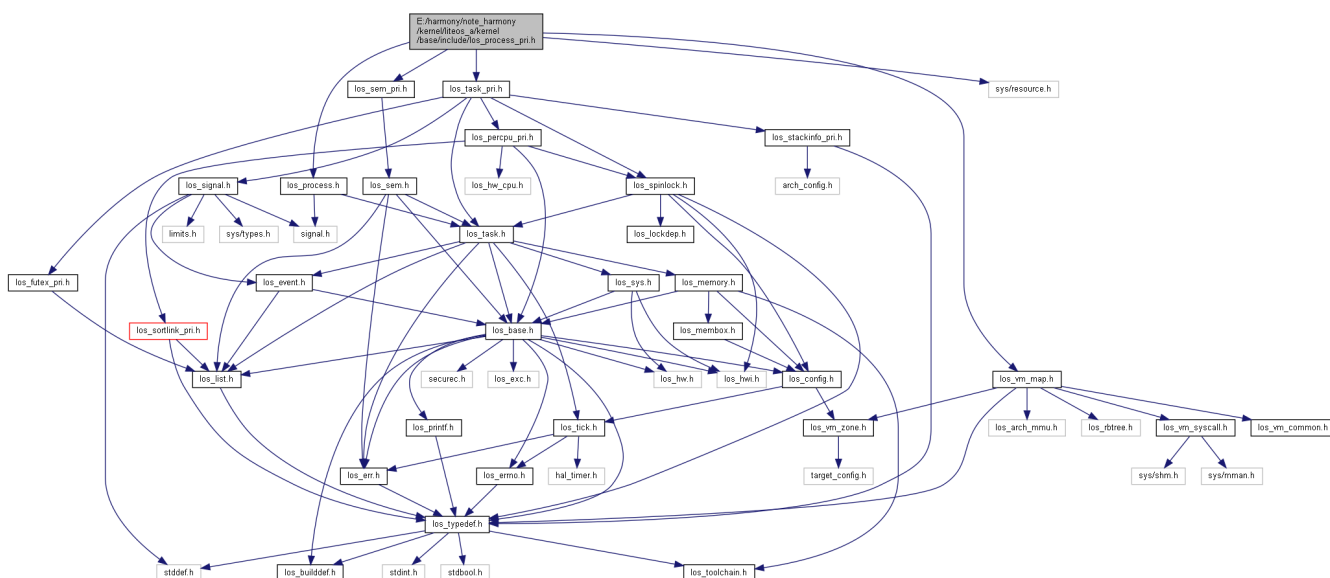 E:/harmony/note_harmony
/kernel/liteos_a/kernel
/base/include/los_process_pri.h
los_sem_pri.h
los_task_pri.h
sys/resource.h
los_percpu_pri.h
los_stackinfo_pri.h
los_signal.h
los_process.h
los_sem.h
los_hw_cpu.h
los_spinlock.h
arch_config.h
limits.h
sys/types.h
signal.h
los_task.h
los_lockdep.h
los_futex_pri.h
los_event.h
los_sys.h
los_memory.h
los_sortlink_pri.h
los_base.h
los_membox.h
los_list.h
securec.h
los_exc.h
los_hw.h
los_hwi.h
los_config.h
los_vm_map.h
los_printf.h
los_tick.h
los_vm_zone.h
los_arch_mmu.h
los_rbtree.h
los_vm_syscall.h
los_vm_common.h
los_err.h
los_errno.h
hal_timer.h
target_config.h
sys/shm.h
sys/mman.h
los_typedef.h
stddef.h
los_builddef.h
stdint.h
stdbool.h
los_toolchain.h